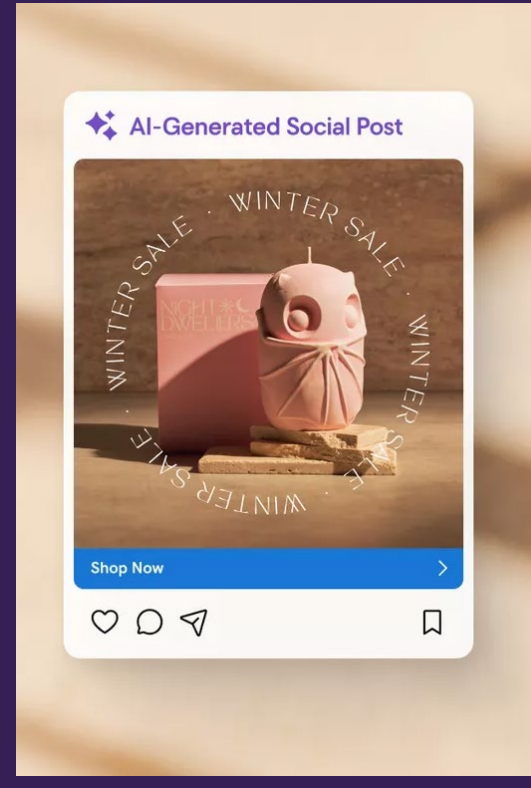 AI-Generated Social Post
WINTER SALE · WINTER SALE · WINTER SALE · WINTER SALE ·
NIGHT
DWELLERS
Shop Now